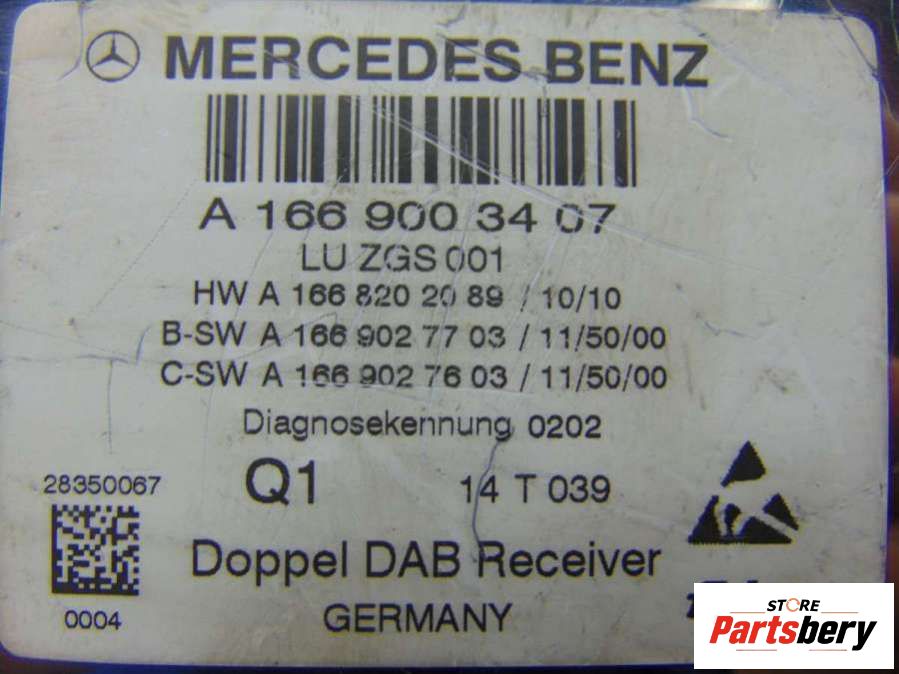 MERCEDES BENZ
A 166 900 34 07
LU ZGS 001
HW A 166 820 20 89 / 10/10
B-SW A 166 902 77 03 / 11/50/00
C-SW A 166 902 76 03 / 11/50/00
Diagnosekennung 0202
28350067
Q1 14 T 039
Doppel DAB Receiver
0004
GERMANY
STORE
Partsbery